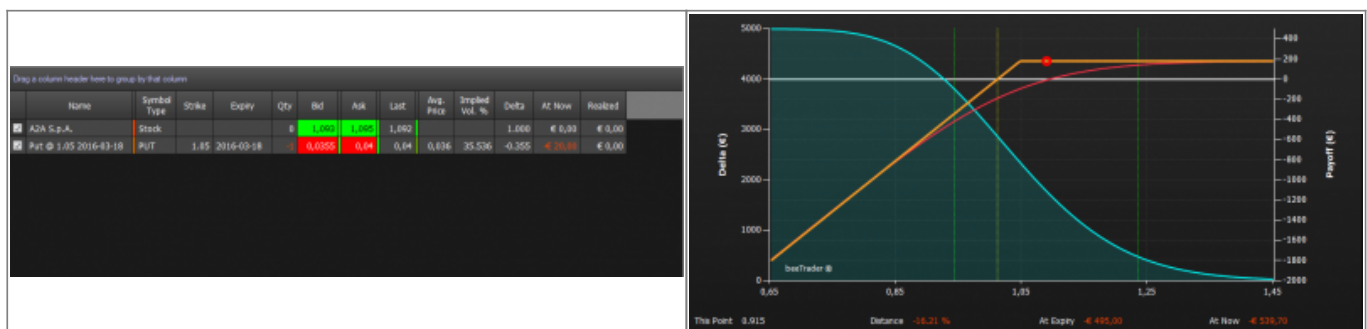 Drag a column header here to group by that column
Name Symbol Type Strike Expiry Qty Bid Ask Last Avg. Price Implied Vol. % Delta At Now Realized
A2A S.p.A. Stock 0 1,093 1,095 1,092 1.000 € 0,00 € 0,00
Put @ 1.05 2016-03-18 PUT 1.05 2016-03-18 -1 0,0355 0,04 0,04 0,036 35.536 -0.355 -€ 20,00 € 0,00
5000
4000
3000
2000
1000
0
Delta (€)
400
200
0
-200
-400
-600
-800
-1000
-1200
-1400
-1600
-1800
-2000
Payoff (€)
beeTrader ®
0,65 0,85 1,05 1,25 1,45
This Point 0.915 Distance -16.21 % At Expiry -€ 495,00 At Now -€ 539,70